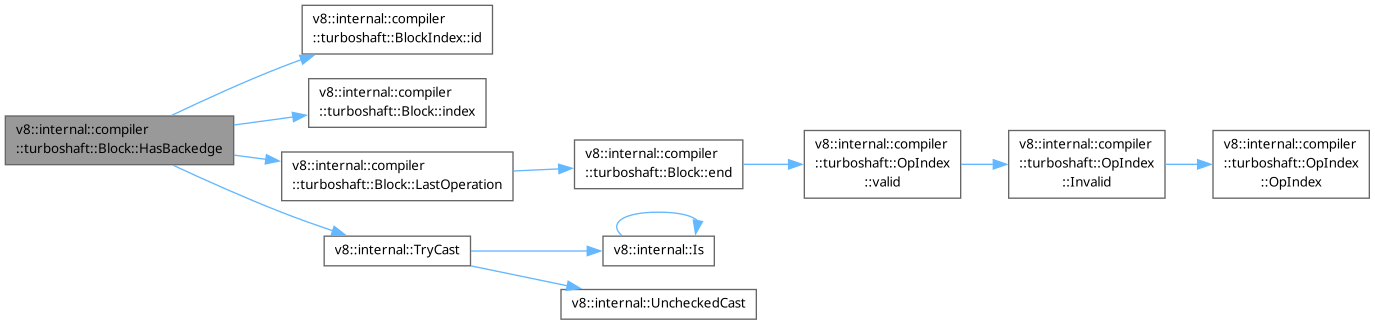 v8::internal::compiler
::turboshaft::BlockIndex::id
v8::internal::compiler
::turboshaft::Block::index
v8::internal::compiler
::turboshaft::Block::HasBackedge
v8::internal::compiler
::turboshaft::Block::LastOperation
v8::internal::compiler
::turboshaft::Block::end
v8::internal::compiler
::turboshaft::OpIndex
::valid
v8::internal::compiler
::turboshaft::OpIndex
::Invalid
v8::internal::compiler
::turboshaft::OpIndex
::OpIndex
v8::internal::TryCast
v8::internal::Is
v8::internal::UncheckedCast